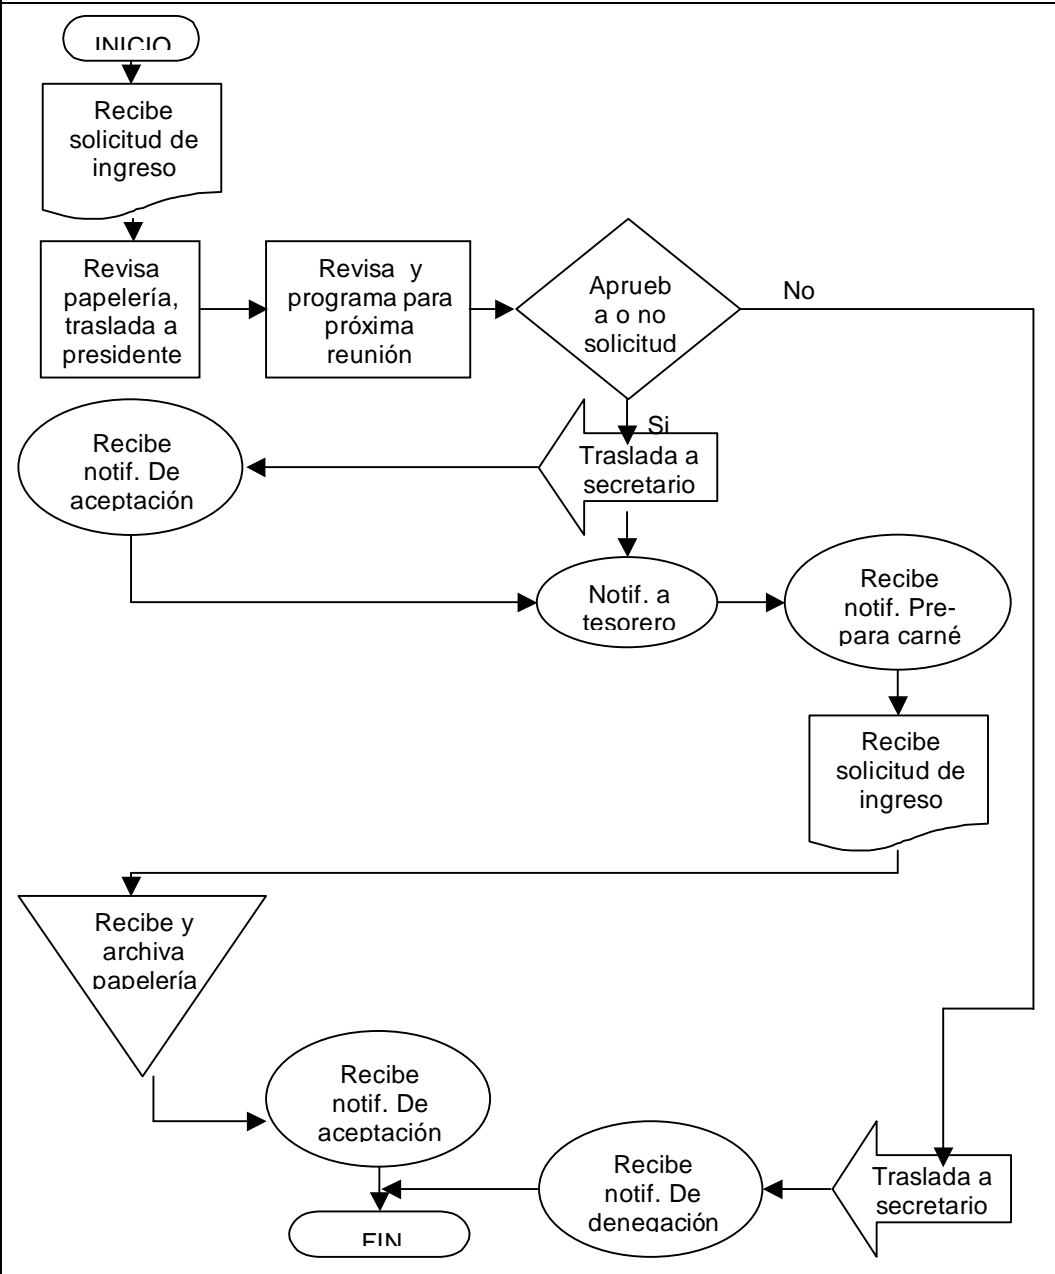 INICIO
Recibe
solicitud de
ingreso
Revisa
papelería,
traslada a
presidente
Revisa y
programa para
próxima
reunión
Aprueb
a o no
solicitud
No
Si
Traslada a
secretario
Recibe
notif. De
aceptación
Notif. a
tesorero
Recibe
notif. Pre-
para carné
Recibe
solicitud de
ingreso
Recibe y
archiva
papelería
Recibe
notif. De
aceptación
Recibe
notif. De
denegación
Traslada a
secretario
FIN